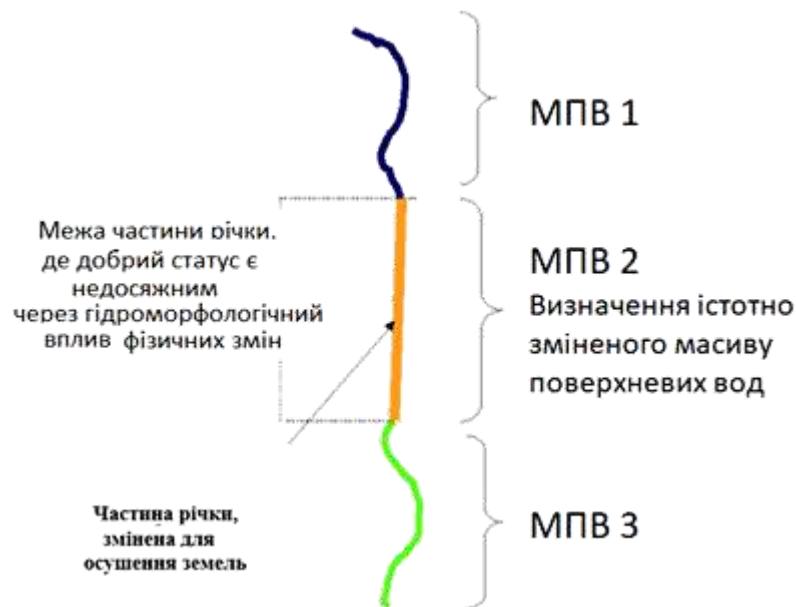 МПВ 1
Межа частини річки,
де добрий статус є
недосяжним
через гідроморфологічний
вплив фізичних змін
МПВ 2
Визначення істотно
зміненого масиву
поверхневих вод
Частина річки,
змінена для
осушення земель
МПВ 3